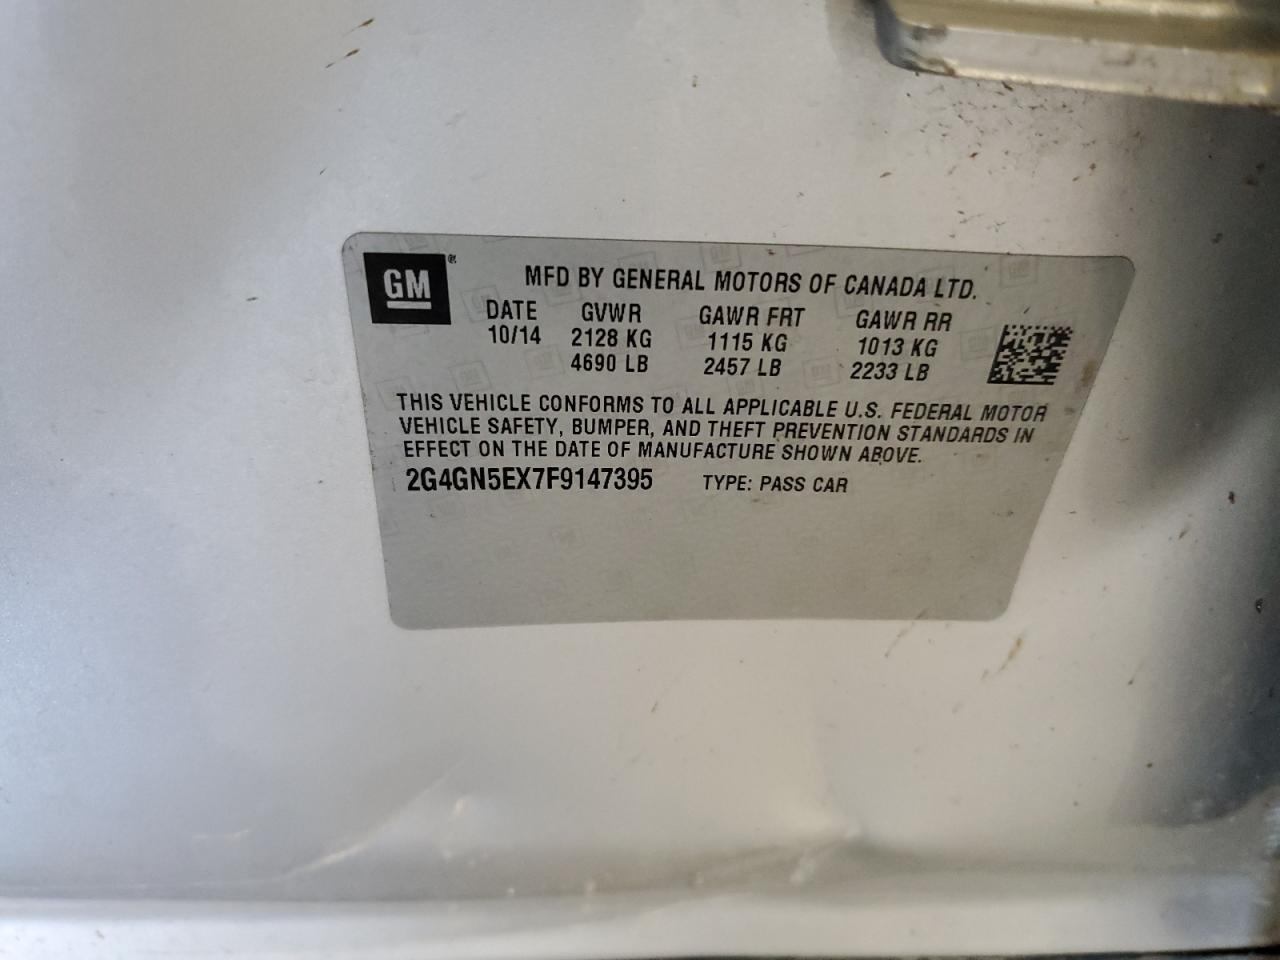 GM ®
MFD BY GENERAL MOTORS OF CANADA LTD.
DATE GVWR GAWR FRT GAWR RR
10/14 2128 KG 1115 KG 1013 KG
4690 LB 2457 LB 2233 LB
THIS VEHICLE CONFORMS TO ALL APPLICABLE U.S. FEDERAL MOTOR
VEHICLE SAFETY, BUMPER, AND THEFT PREVENTION STANDARDS IN
EFFECT ON THE DATE OF MANUFACTURE SHOWN ABOVE.
2G4GN5EX7F9147395 TYPE: PASS CAR